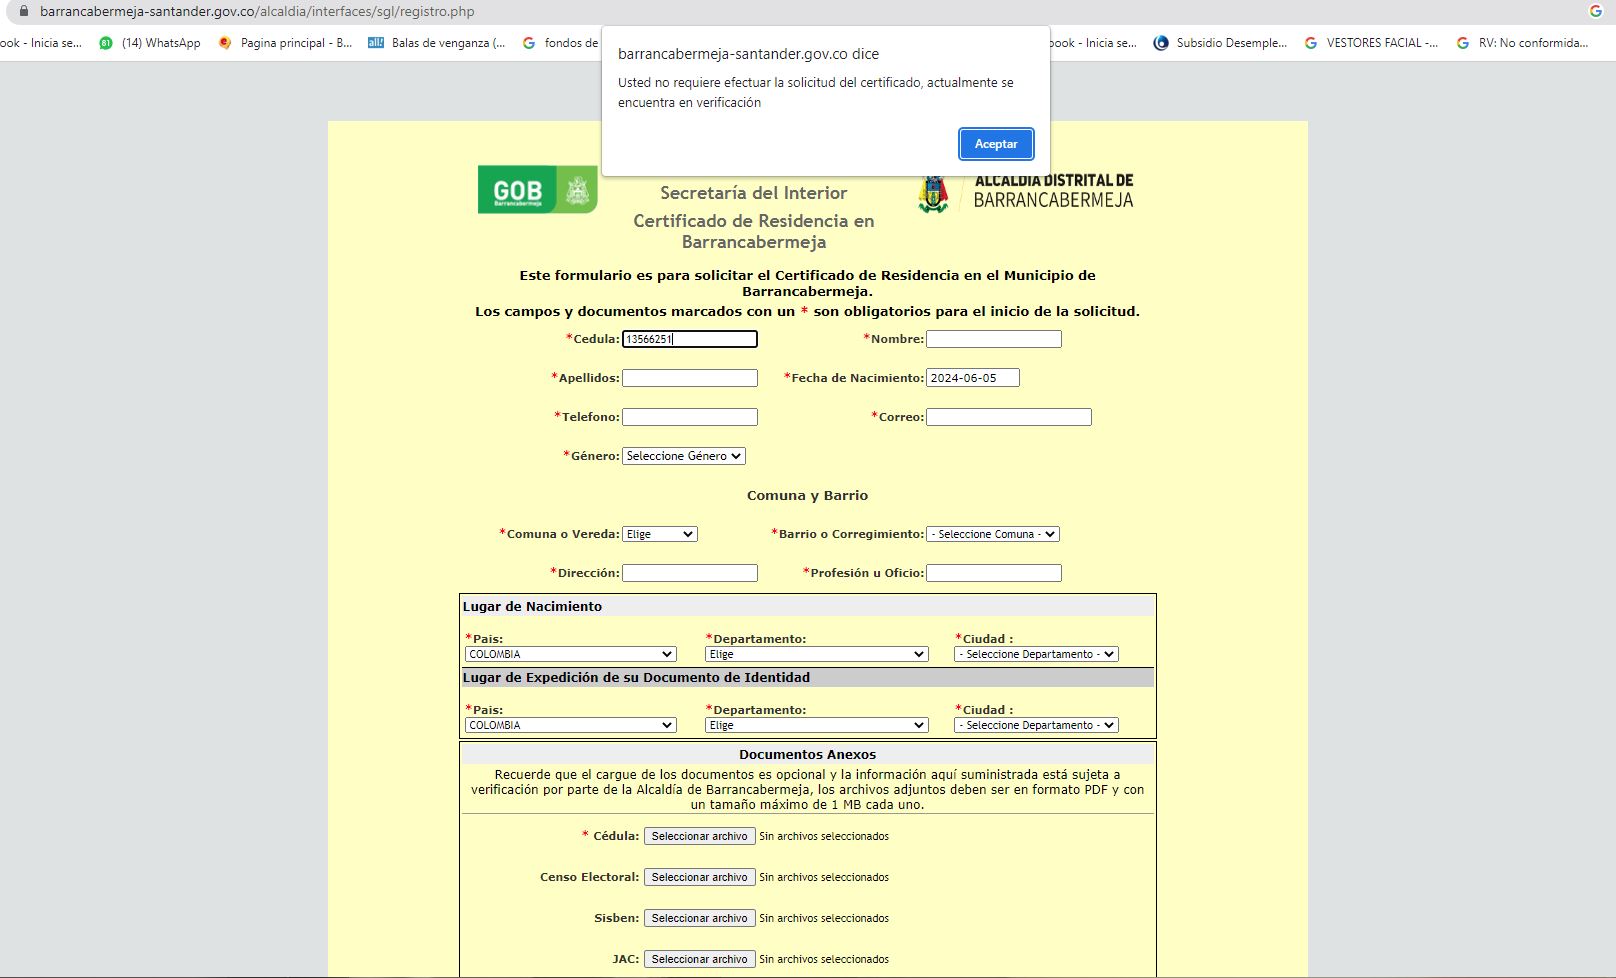 barrancabermeja-santander.gov.co/alcaldia/interfaces/sgl/registro.php
ook - Inicia se... (14) WhatsApp Pagina principal - B... Balas de venganza (... fondos de book - Inicia se... Subsidio Desemple... VESTORES FACIAL -... RV: No conformida...
barrancabermeja-santander.gov.co dice
Usted no requiere efectuar la solicitud del certificado, actualmente se
encuentra en verificación
Aceptar
GOB
Barrancabermeja
Secretaría del Interior
Certificado de Residencia en
Barrancabermeja
ALCALDÍA DISTRITAL DE
BARRANCABERMEJA
Este formulario es para solicitar el Certificado de Residencia en el Municipio de
Barrancabermeja.
Los campos y documentos marcados con un * son obligatorios para el inicio de la solicitud.
*Cedula: 13566251 *Nombre:
*Apellidos: *Fecha de Nacimiento: 2024-06-05
*Telefono: *Correo:
*Género: Seleccione Género
Comuna y Barrio
*Comuna o Vereda: Elige *Barrio o Corregimiento: - Seleccione Comuna -
*Dirección: *Profesión u Oficio:
Lugar de Nacimiento
*Pais: *Departamento: *Ciudad :
COLOMBIA Elige - Seleccione Departamento -
Lugar de Expedición de su Documento de Identidad
*Pais: *Departamento: *Ciudad :
COLOMBIA Elige - Seleccione Departamento -
Documentos Anexos
Recuerde que el cargue de los documentos es opcional y la información aquí suministrada está sujeta a
verificación por parte de la Alcaldía de Barrancabermeja, los archivos adjuntos deben ser en formato PDF y con
un tamaño máximo de 1 MB cada uno.
* Cédula: Seleccionar archivo Sin archivos seleccionados
Censo Electoral: Seleccionar archivo Sin archivos seleccionados
Sisben: Seleccionar archivo Sin archivos seleccionados
JAC: Seleccionar archivo Sin archivos seleccionados